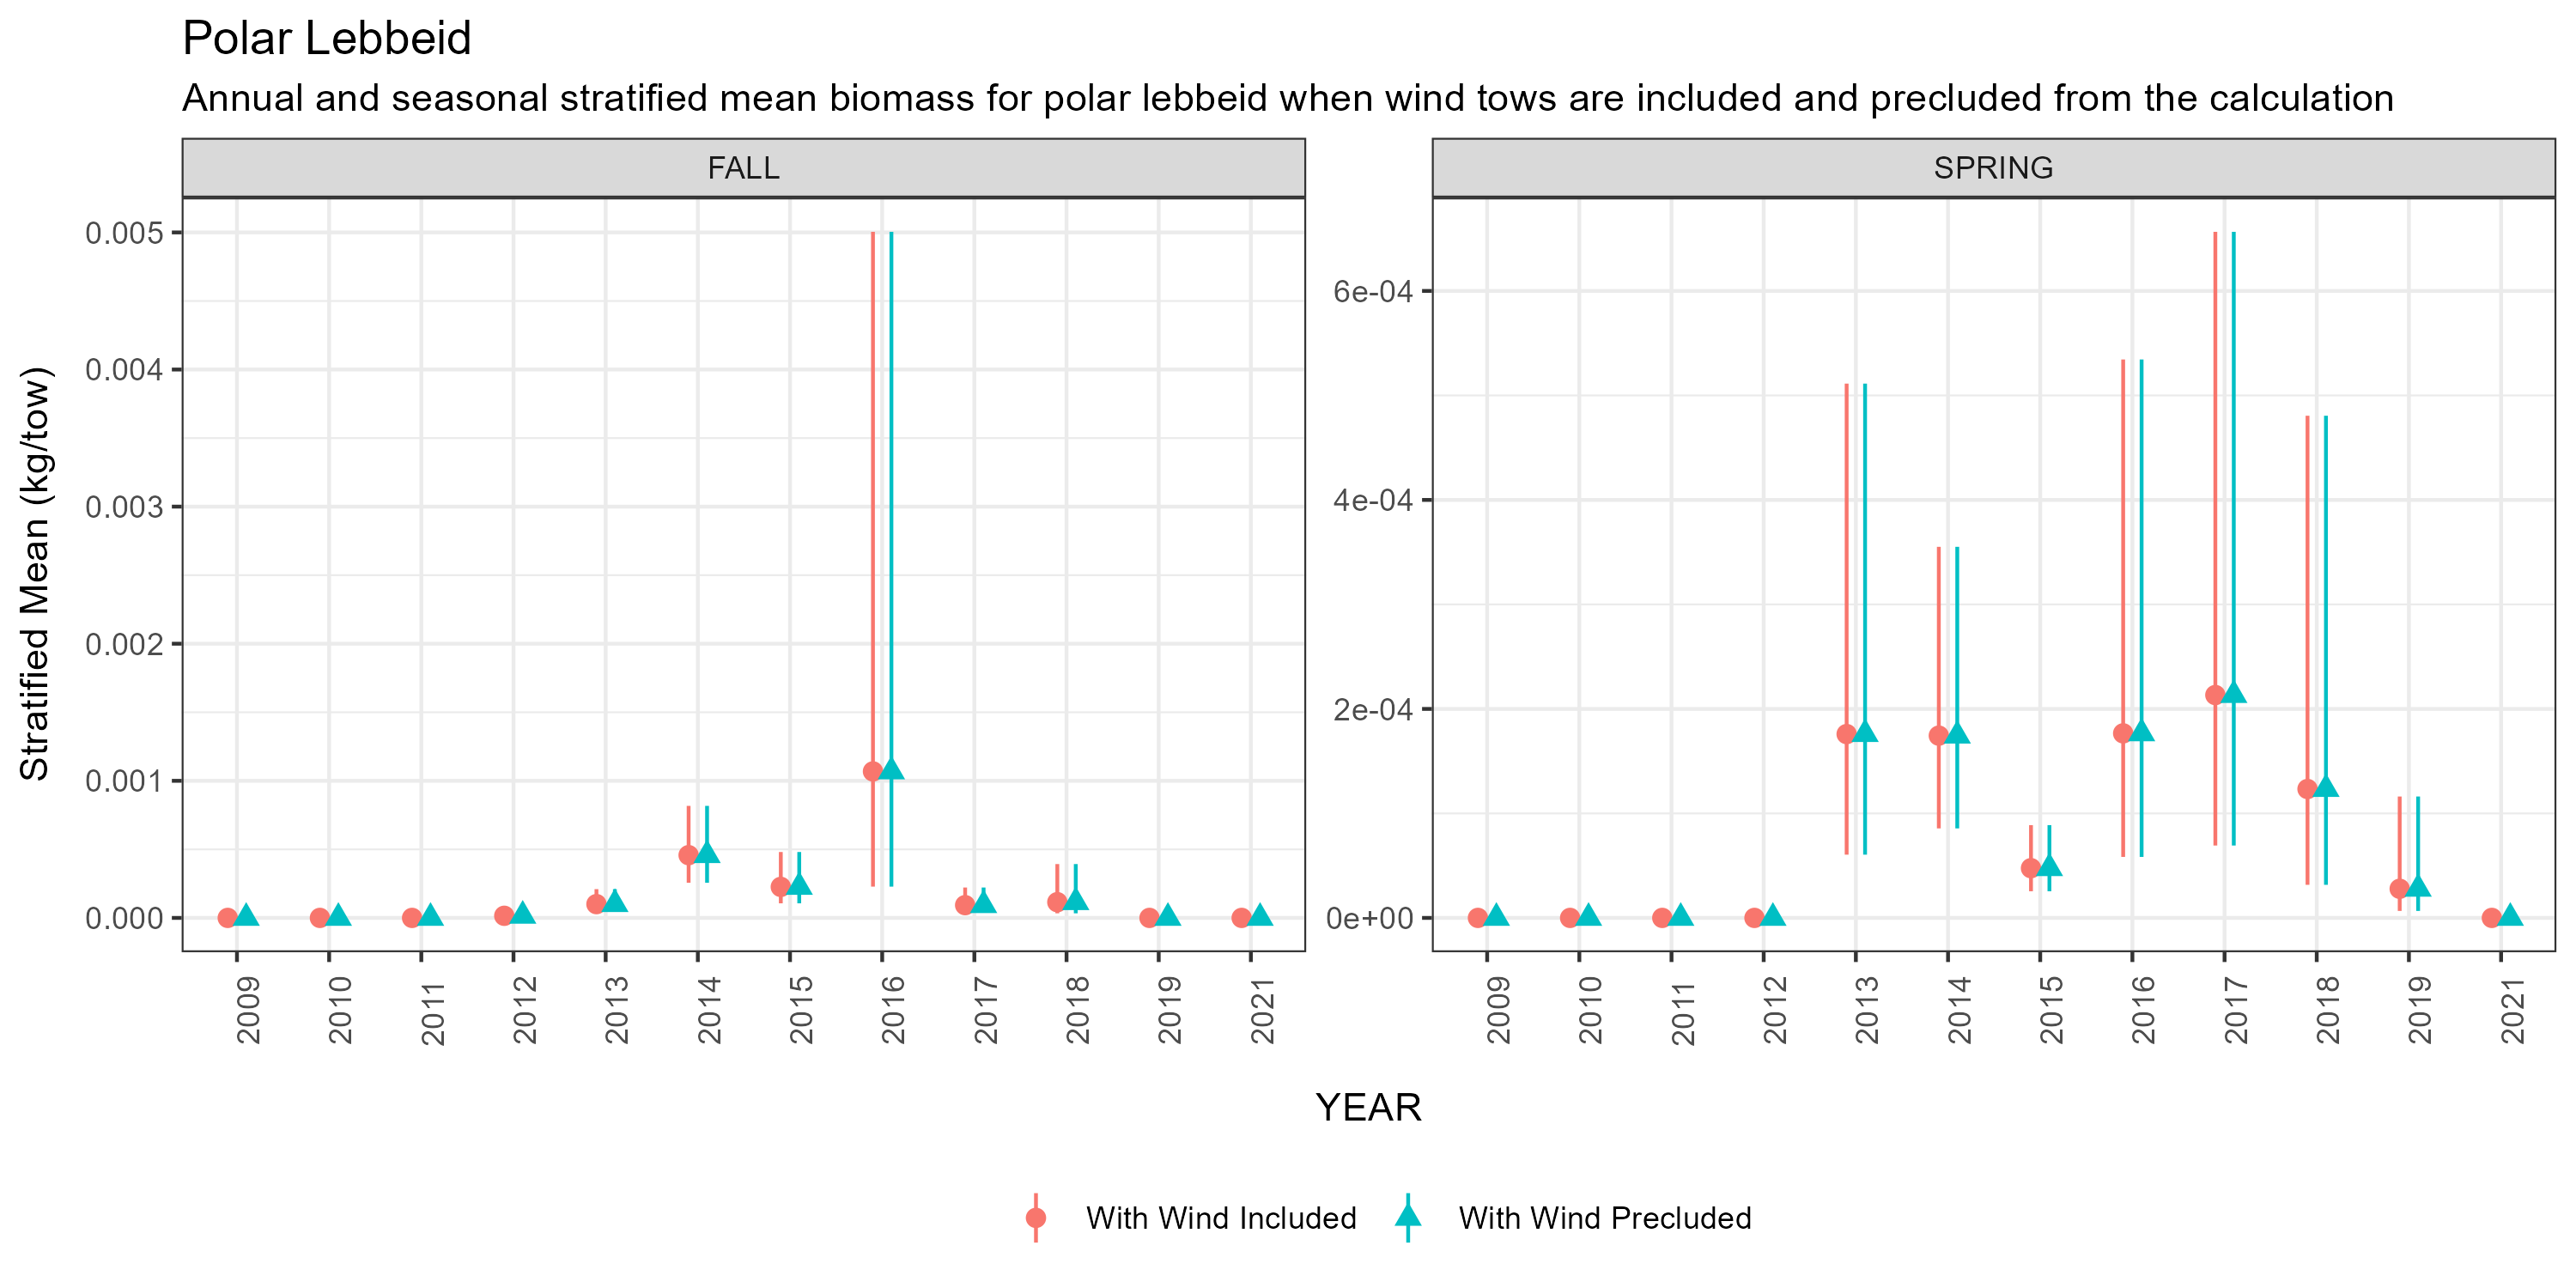 Polar Lebbeid
Annual and seasonal stratified mean biomass for polar lebbeid when wind tows are included and precluded from the calculation
FALL
SPRING
Stratified Mean (kg/tow)
0.005
0.004
0.003
0.002
0.001
0.000
6e-04
4e-04
2e-04
0e+00
2009 2010 2011 2012 2013 2014 2015 2016 2017 2018 2019 2021
2009 2010 2011 2012 2013 2014 2015 2016 2017 2018 2019 2021
YEAR
With Wind Included With Wind Precluded